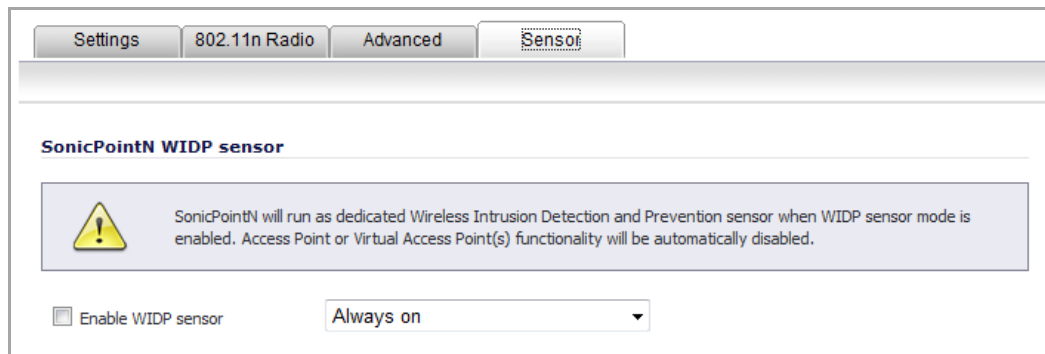 Settings 802.11n Radio Advanced Sensor
SonicPointN WIDP sensor
SonicPointN will run as dedicated Wireless Intrusion Detection and Prevention sensor when WIDP sensor mode is
enabled. Access Point or Virtual Access Point(s) functionality will be automatically disabled.
Enable WIDP sensor Always on